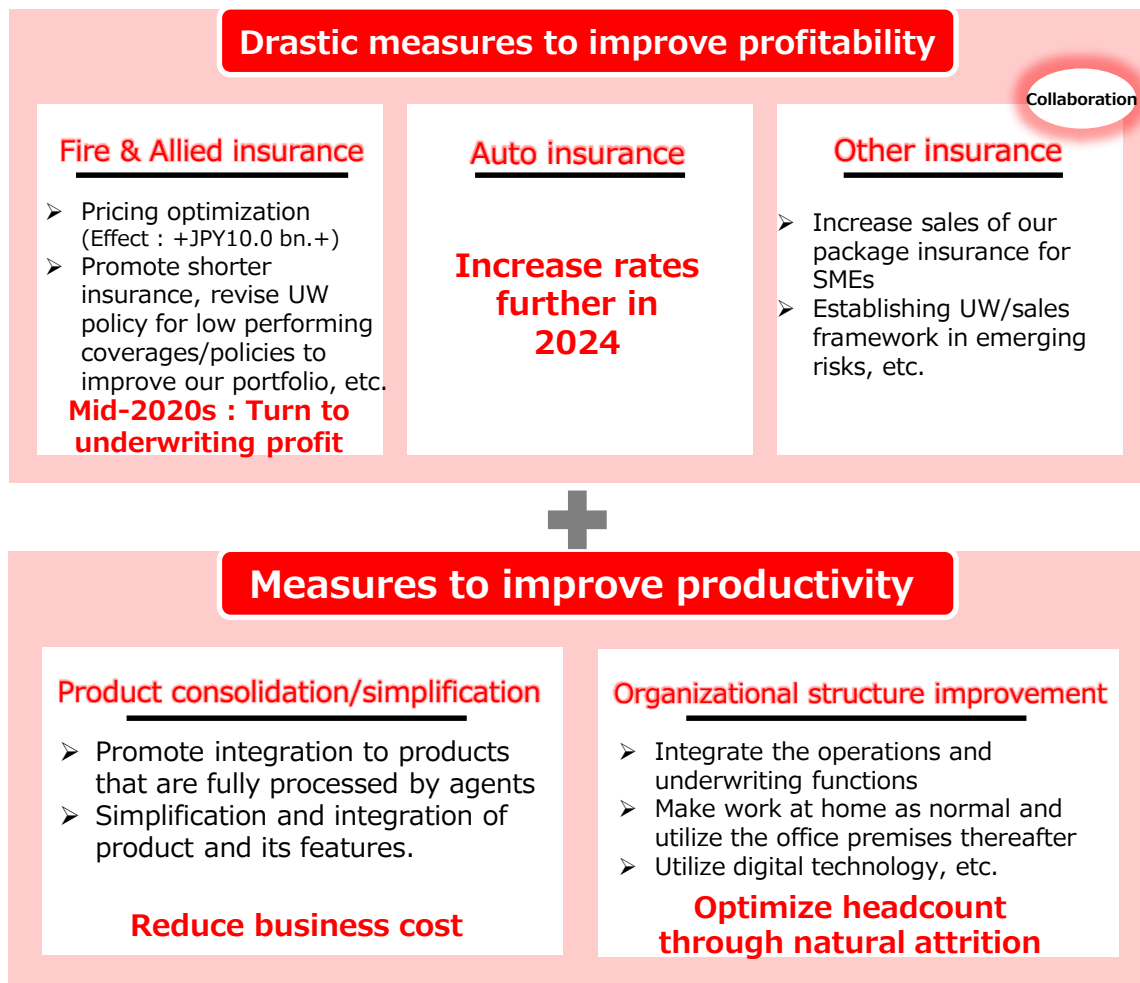 Drastic measures to improve profitability
Collaboration
Fire & Allied insurance
➢ Pricing optimization
(Effect : +JPY10.0 bn.+)
➢ Promote shorter
insurance, revise UW
policy for low performing
coverages/policies to
improve our portfolio, etc.
Mid-2020s : Turn to
underwriting profit
Auto insurance
Increase rates
further in
2024
Other insurance
➢ Increase sales of our
package insurance for
SMEs
➢ Establishing UW/sales
framework in emerging
risks, etc.
Measures to improve productivity
Product consolidation/simplification
➢ Promote integration to products
that are fully processed by agents
➢ Simplification and integration of
product and its features.
Reduce business cost
Organizational structure improvement
➢ Integrate the operations and
underwriting functions
➢ Make work at home as normal and
utilize the office premises thereafter
➢ Utilize digital technology, etc.
Optimize headcount
through natural attrition